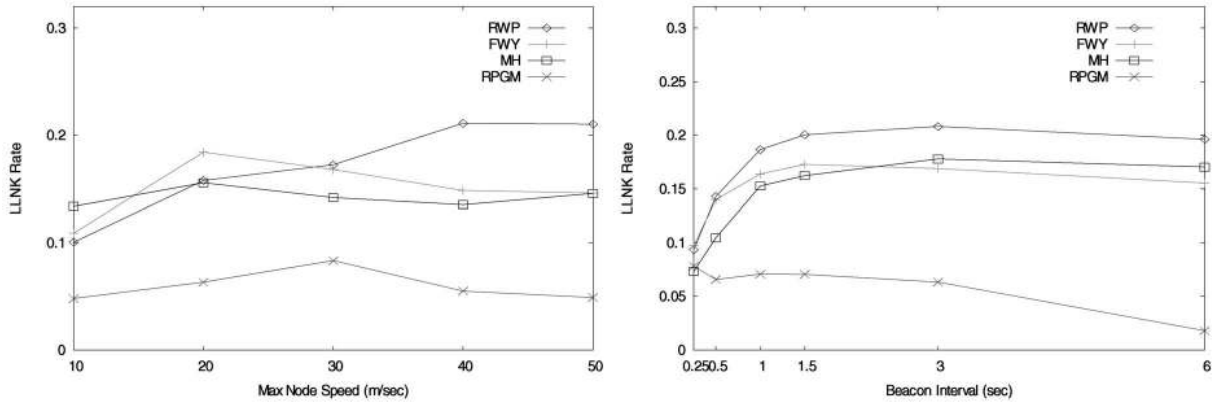 0.3
0.2
0.1
0
LLNK Rate
RWP
FWY
MH
RPGM
10 20 30 40 50
Max Node Speed (m/sec)
0.3
0.25
0.2
0.15
0.1
0.05
0
LLNK Rate
RWP
FWY
MH
RPGM
0.25 0.5 1 1.5 3 6
Beacon Interval (sec)